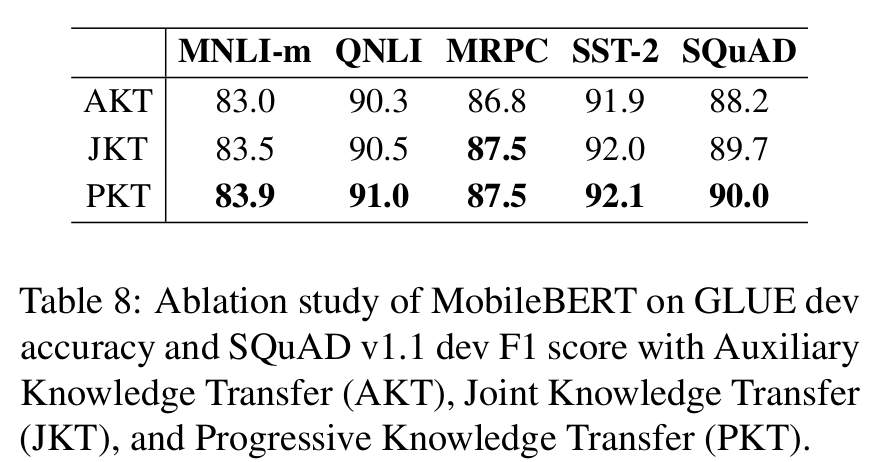 MNLI-m QNLI MRPC SST-2 SQuAD
AKT 83.0 90.3 86.8 91.9 88.2
JKT 83.5 90.5 87.5 92.0 89.7
PKT 83.9 91.0 87.5 92.1 90.0
Table 8: Ablation study of MobileBERT on GLUE dev
accuracy and SQuAD v1.1 dev F1 score with Auxiliary
Knowledge Transfer (AKT), Joint Knowledge Transfer
(JKT), and Progressive Knowledge Transfer (PKT).